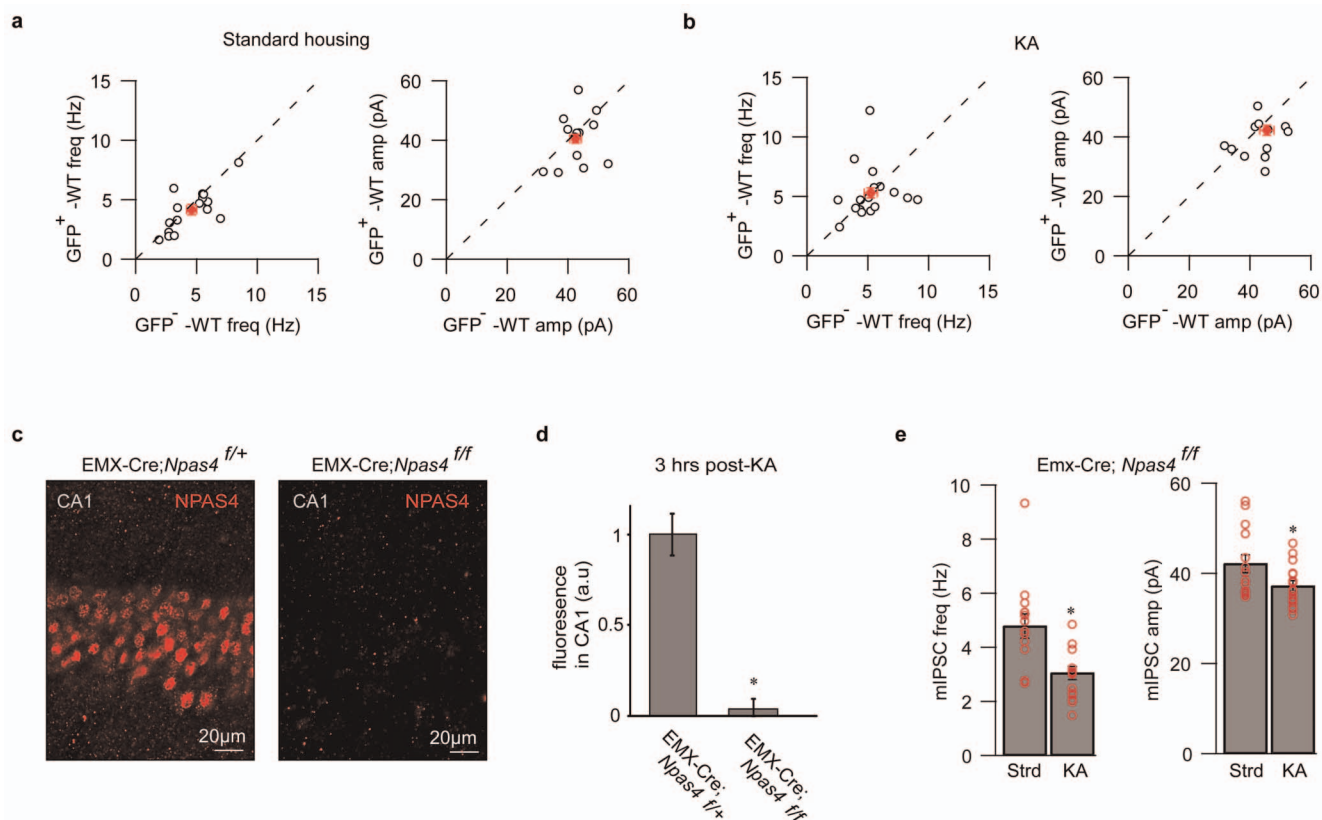 a
Standard housing
15
10
5
0
GFP+ -WT freq (Hz)
0 5 10 15
GFP- -WT freq (Hz)
60
40
20
0
GFP+ -WT amp (pA)
0 20 40 60
GFP- -WT amp (pA)
b
KA
15
10
5
0
GFP+ -WT freq (Hz)
0 5 10 15
GFP- -WT freq (Hz)
60
40
20
0
GFP+ -WT amp (pA)
0 20 40 60
GFP- -WT amp (pA)
c
EMX-Cre;Npas4 f/+
CA1 NPAS4
20µm
EMX-Cre;Npas4 f/f
CA1 NPAS4
20µm
d
3 hrs post-KA
fluoresence
in CA1 (a.u)
1
0.5
0
*
EMX-Cre;
Npas4 f/+
EMX-Cre;
Npas4 f/f
e
Emx-Cre; Npas4 f/f
mIPSC freq (Hz)
10
8
6
4
2
0
*
Strd KA
mIPSC amp (pA)
60
40
20
0
*
Strd KA